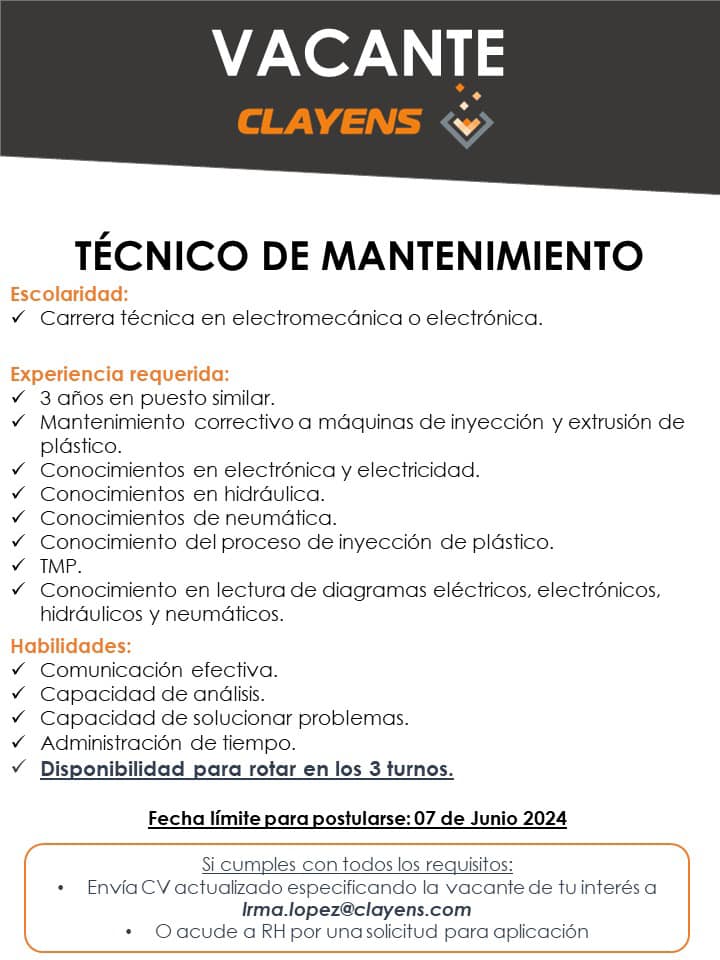 VACANTE
CLAYENS
TÉCNICO DE MANTENIMIENTO
Escolaridad:
✓ Carrera técnica en electromecánica o electrónica.
Experiencia requerida:
✓ 3 años en puesto similar.
✓ Mantenimiento correctivo a máquinas de inyección y extrusión de
plástico.
✓ Conocimientos en electrónica y electricidad.
✓ Conocimientos en hidráulica.
✓ Conocimientos de neumática.
✓ Conocimiento del proceso de inyección de plástico.
✓ TMP.
✓ Conocimiento en lectura de diagramas eléctricos, electrónicos,
hidráulicos y neumáticos.
Habilidades:
✓ Comunicación efectiva.
✓ Capacidad de análisis.
✓ Capacidad de solucionar problemas.
✓ Administración de tiempo.
✓ Disponibilidad para rotar en los 3 turnos.
Fecha límite para postularse: 07 de Junio 2024
Si cumples con todos los requisitos:
• Envía CV actualizado especificando la vacante de tu interés a
Irma.lopez@clayens.com
• O acude a RH por una solicitud para aplicación